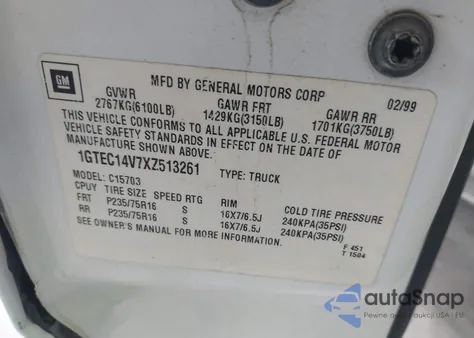 GM
MFD BY GENERAL MOTORS CORP 02/99
GVWR GAWR FRT GAWR RR
2767KG(6100LB) 1429KG(3150LB) 1701KG(3750LB)
THIS VEHICLE CONFORMS TO ALL APPLICABLE U.S. FEDERAL MOTOR
VEHICLE SAFETY STANDARDS IN EFFECT ON THE DATE OF
MANUFACTURE SHOWN ABOVE.
1GTEC14V7XZ513261 TYPE: TRUCK
MODEL: C15703
CPUY TIRE SIZE SPEED RTG RIM COLD TIRE PRESSURE
FRT P235/75R16 S 16X7/6.5J 240KPA(35PSI)
RR P235/75R16 S 16X7/6.5J 240KPA(35PSI)
SEE OWNER'S MANUAL FOR MORE INFORMATION.
F 451
T 1504
autoSnap
Pewne aukcji USA i EU